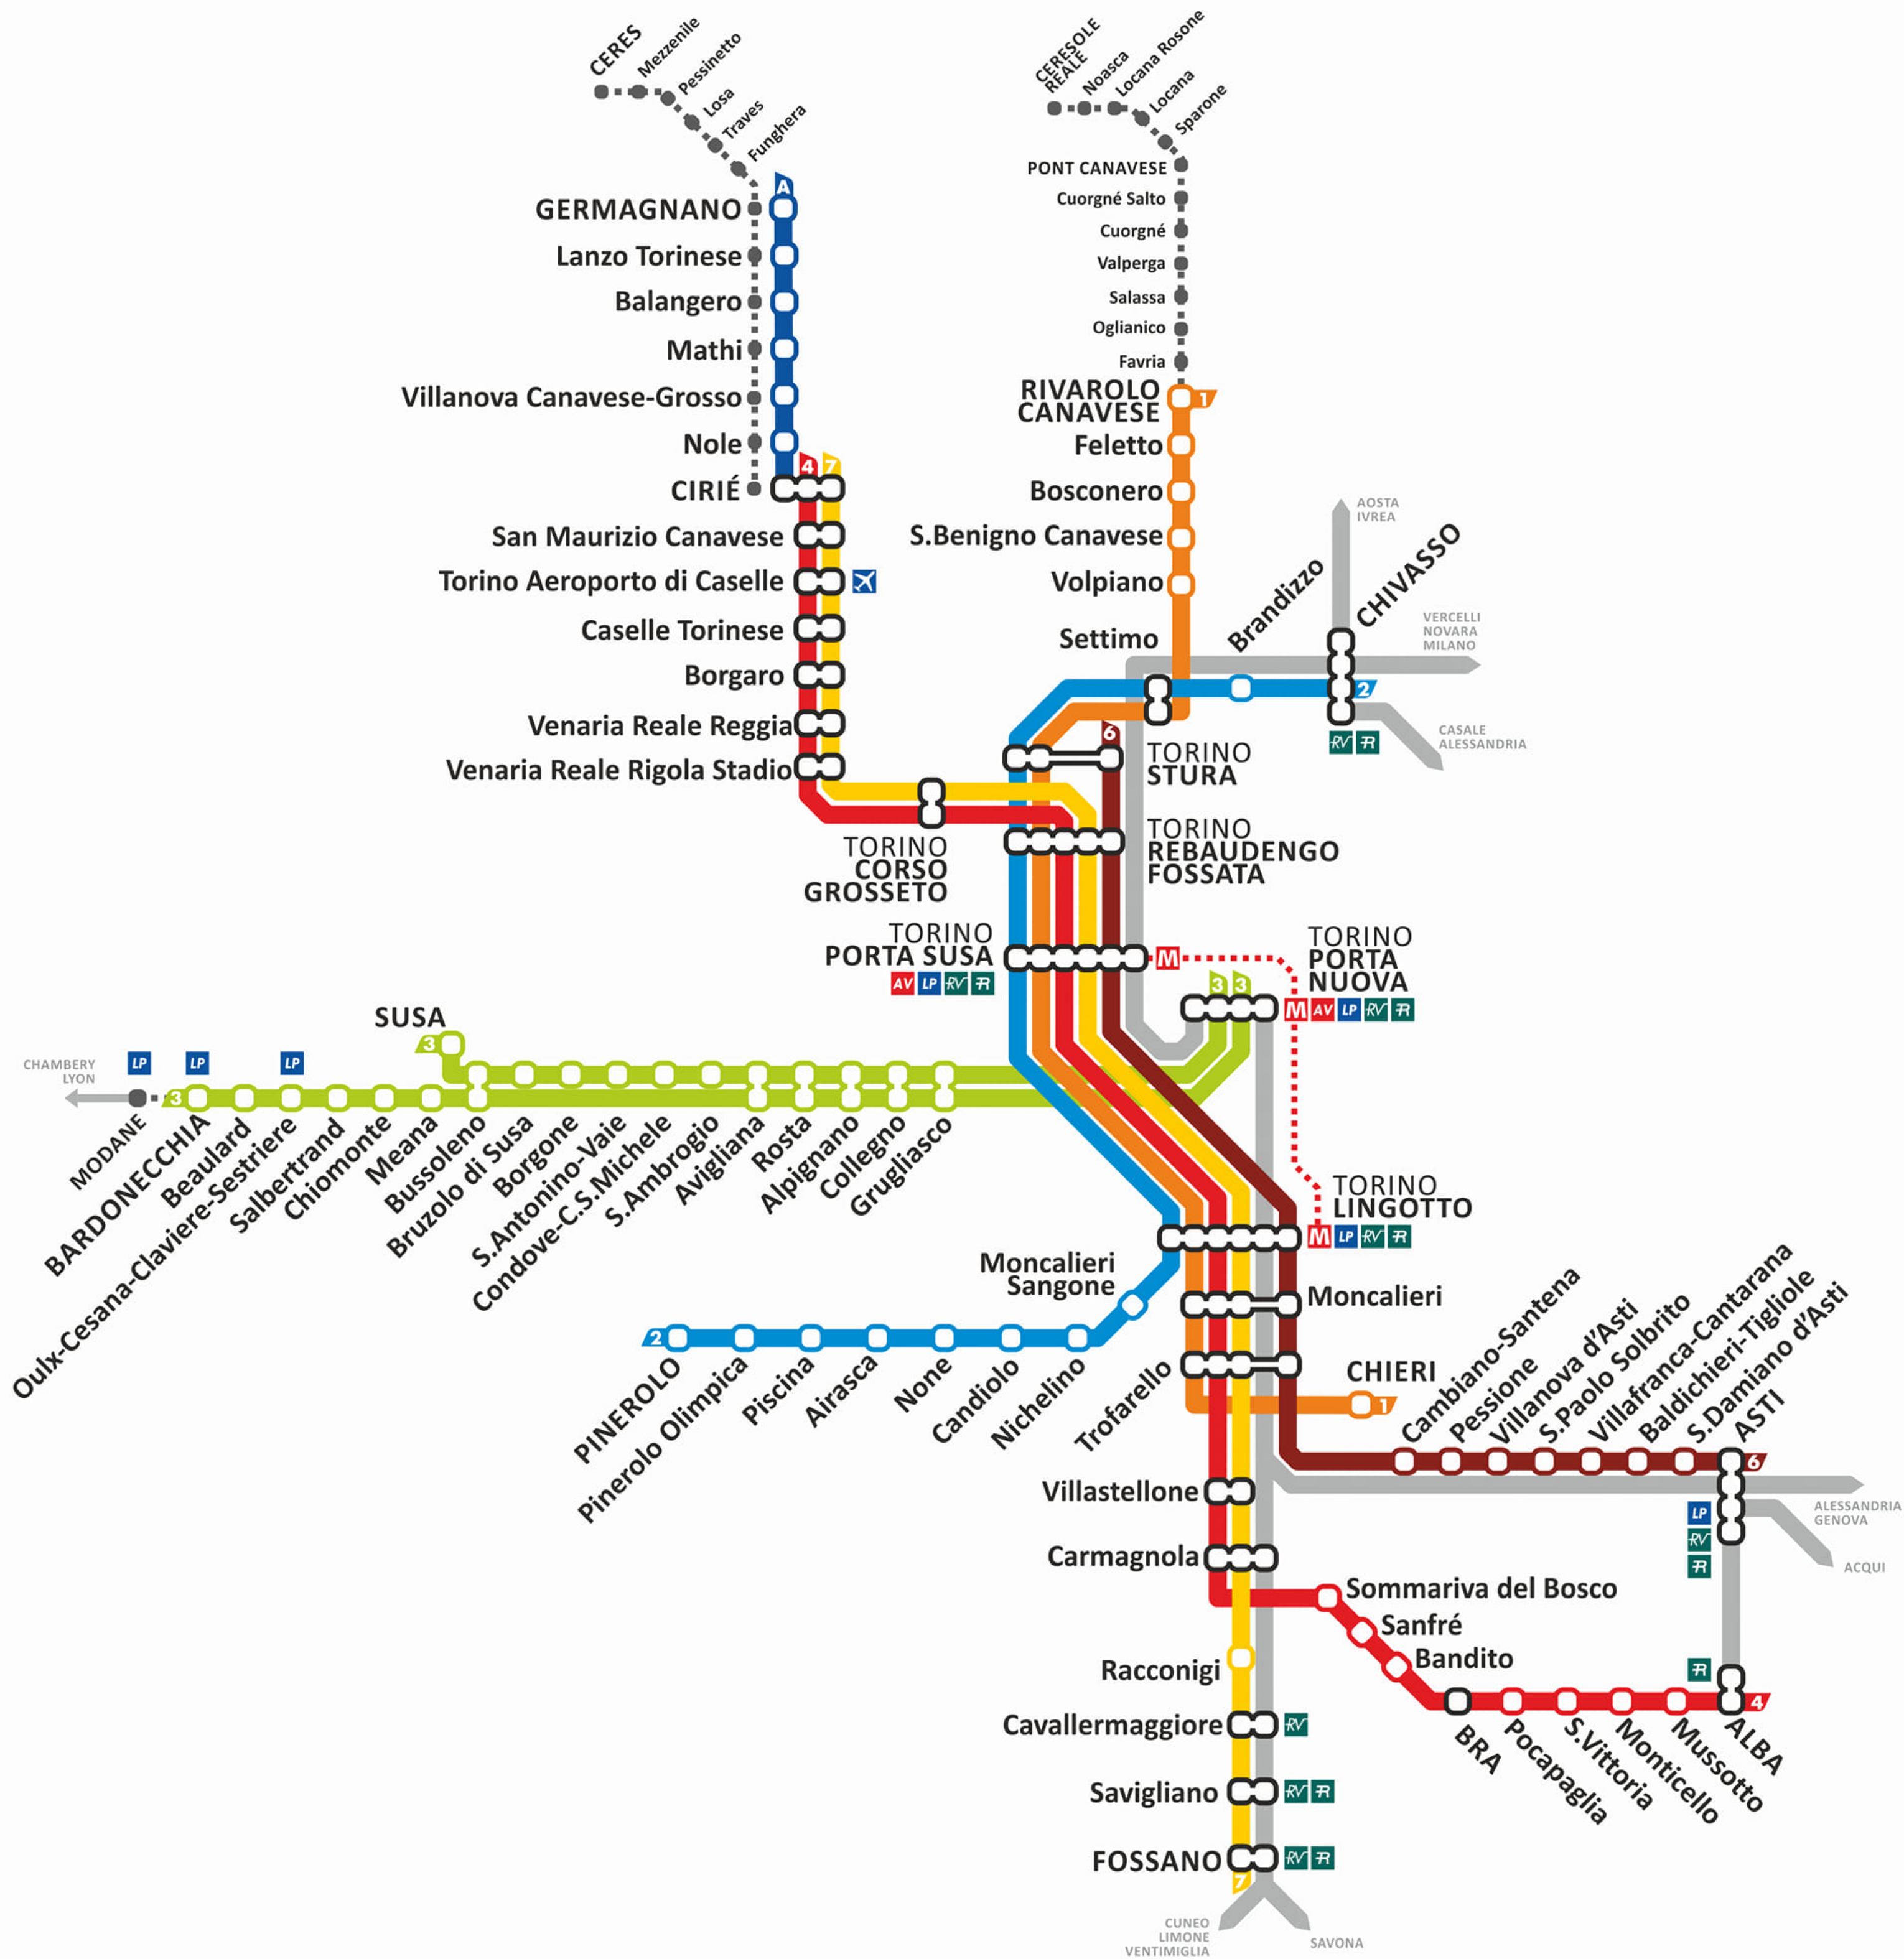 CERES
Mezzenile
Pessinetto
Losa
Traves
Funghera
CERESOLE
REALE
Noasca
Locana Rosone
Locana
Sparone
PONT CANAVESE
Cuorgné Salto
Cuorgné
Valperga
Salassa
Oglianico
Favria
A
GERMAGNANO
Lanzo Torinese
Balangero
Mathi
Villanova Canavese-Grosso
Nole
4
7
CIRIÉ
San Maurizio Canavese
Torino Aeroporto di Caselle
Caselle Torinese
Borgaro
Venaria Reale Reggia
Venaria Reale Rigola Stadio
RIVAROLO
CANAVESE
1
Feletto
Bosconero
S.Benigno Canavese
Volpiano
Settimo
Brandizzo
CHIVASSO
AOSTA
IVREA
VERCELLI
NOVARA
MILANO
2
CASALE
ALESSANDRIA
RV R
6
TORINO
STURA
TORINO
REBAUDENGO
FOSSATA
TORINO
CORSO
GROSSETO
TORINO
PORTA SUSA
AV LP RV R
M
TORINO
PORTA
NUOVA
3
3
M AV LP RV R
SUSA
3
CHAMBERY
LYON
LP
LP
LP
3
MODANE
BARDONECCHIA
Beaulard
Oulx-Cesana-Claviere-Sestriere
Salbertrand
Chiomonte
Meana
Bussoleno
Bruzolo di Susa
Borgone
S.Antonino-Vaie
Condove-C.S.Michele
S.Ambrogio
Avigliana
Rosta
Alpignano
Collegno
Grugliasco
TORINO
LINGOTTO
M LP RV R
Moncalieri
Sangone
Moncalieri
2
PINEROLO
Pinerolo Olimpica
Piscina
Airasca
None
Candiolo
Nichelino
Trofarello
CHIERI
1
Cambiano-Santena
Pessione
Villanova d'Asti
S.Paolo Solbrito
Villafranca-Cantarana
Baldichieri-Tigliole
S.Damiano d'Asti
ASTI
6
ALESSANDRIA
GENOVA
LP
RV
R
ACQUI
Villastellone
Carmagnola
Sommariva del Bosco
Sanfré
Bandito
R
4
BRA
Pocapaglia
S.Vittoria
Monticello
Mussotto
ALBA
Racconigi
Cavallermaggiore
RV
Savigliano
RV R
FOSSANO
RV R
7
CUNEO
LIMONE
VENTIMIGLIA
SAVONA